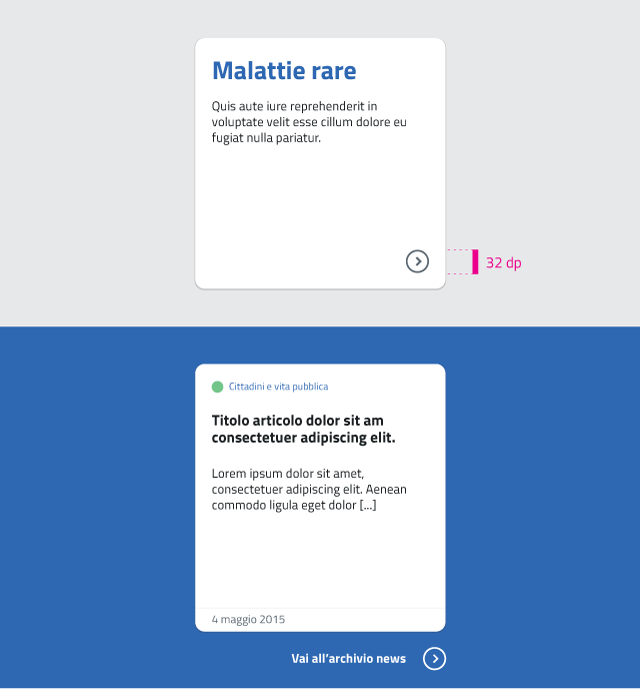 Malattie rare
Quis aute iure reprehenderit in
voluptate velit esse cillum dolore eu
fugiat nulla pariatur.
32 dp
Cittadini e vita pubblica
Titolo articolo dolor sit am
consectetuer adipiscing elit.
Lorem ipsum dolor sit amet,
consectetuer adipiscing elit. Aenean
commodo ligula eget dolor [...]
4 maggio 2015
Vai all'archivio news